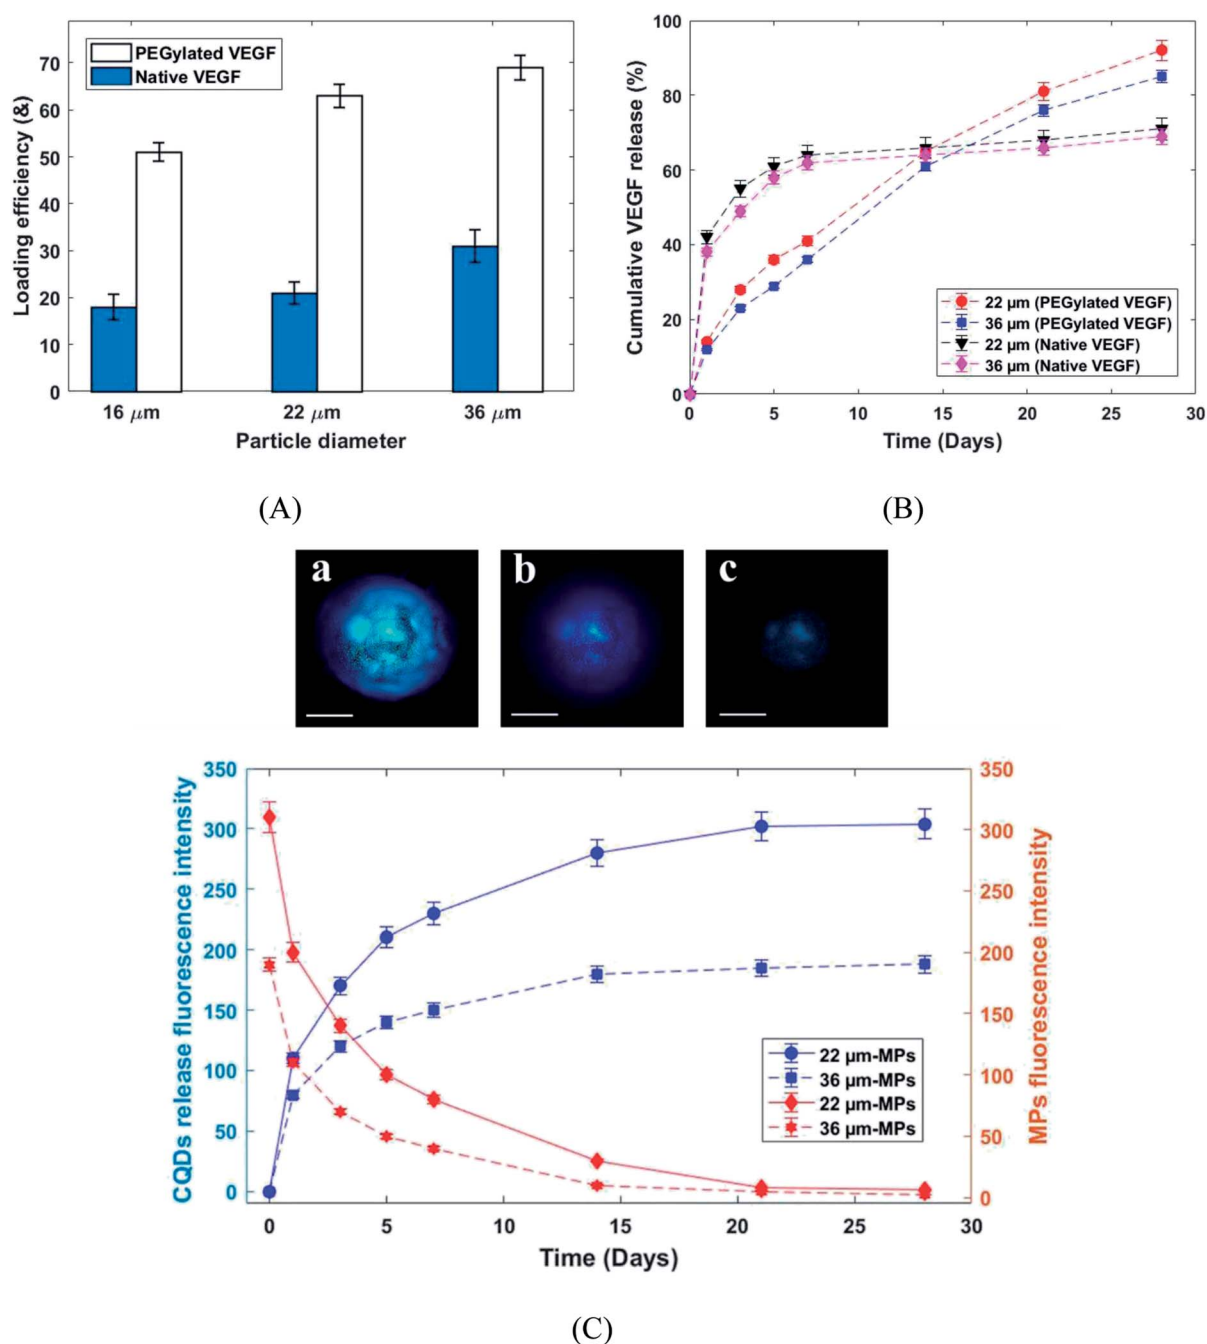 PEGylated VEGF
Native VEGF
Loading efficiency (&)
70
60
50
40
30
20
10
0
16 μm
22 μm
36 μm
Particle diameter
(A)
Cumulative VEGF release (%)
100
80
60
40
20
0
22 μm (PEGylated VEGF)
36 μm (PEGylated VEGF)
22 μm (Native VEGF)
36 μm (Native VEGF)
0
5
10
15
20
25
30
Time (Days)
(B)
a
b
c
CQDs release fluorescence intensity
350
300
250
200
150
100
50
0
MPs fluorescence intensity
350
300
250
200
150
100
50
0
22 μm-MPs
36 μm-MPs
22 μm-MPs
36 μm-MPs
0
5
10
15
20
25
30
Time (Days)
(C)